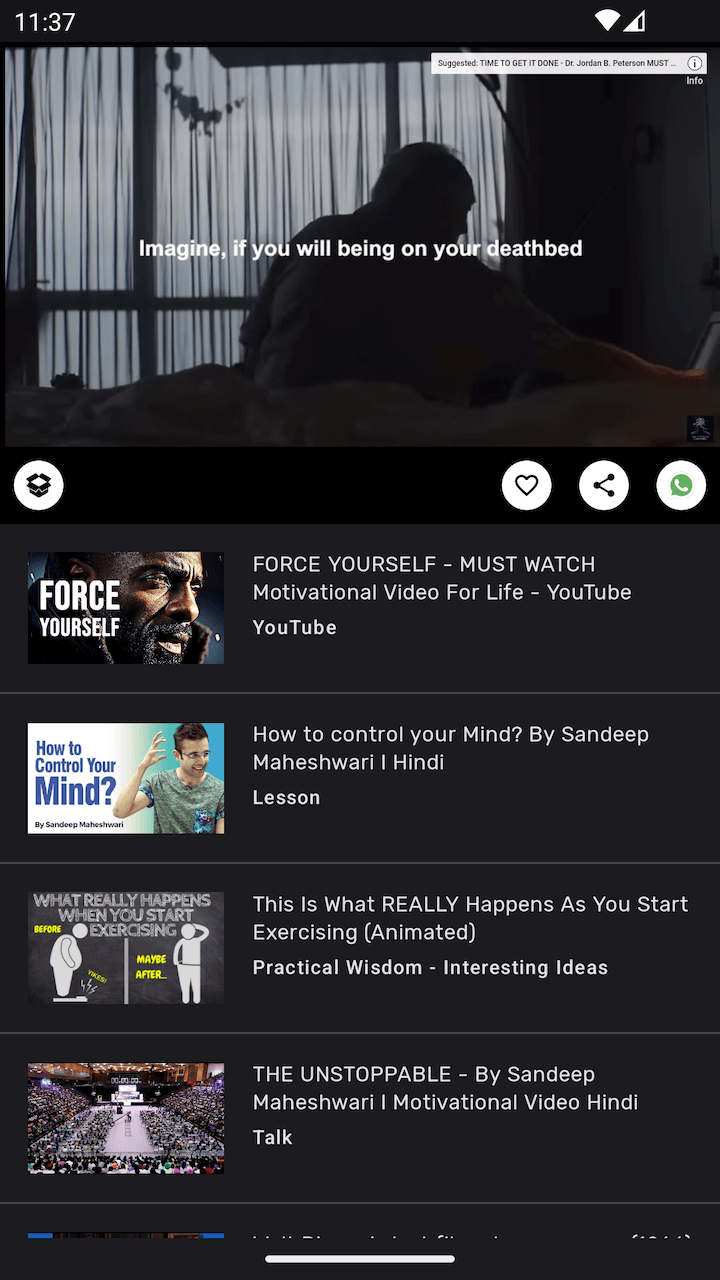 11:37
Suggested: TIME TO GET IT DONE - Dr. Jordan B. Peterson MUST ...
Info
Imagine, if you will being on your deathbed
FORCE
YOURSELF
FORCE YOURSELF - MUST WATCH
Motivational Video For Life - YouTube
YouTube
How to
Control Your
Mind?
By Sandeep Maheshwari
How to control your Mind? By Sandeep
Maheshwari I Hindi
Lesson
WHAT REALLY HAPPENS
WHEN YOU START
EXERCISING
BEFORE
MAYBE
AFTER...
YIKES!
This Is What REALLY Happens As You Start
Exercising (Animated)
Practical Wisdom - Interesting Ideas
THE UNSTOPPABLE - By Sandeep
Maheshwari I Motivational Video Hindi
Talk